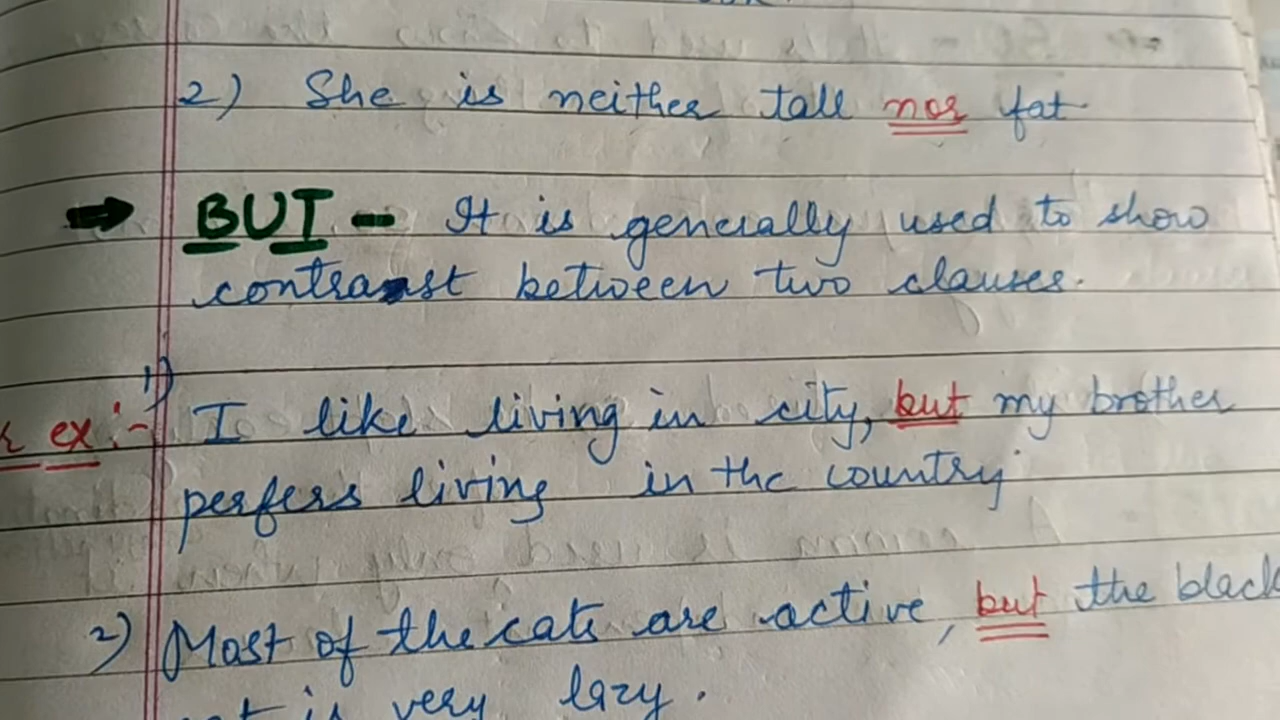 2) She is neither tall nor fat
➡ BUT - It is generally used to show
contrast between two clauses.
ex:- 1) I like living in city, but my brother
perfers living in the country
2) Most of the cats are active, but the black
is very lazy.